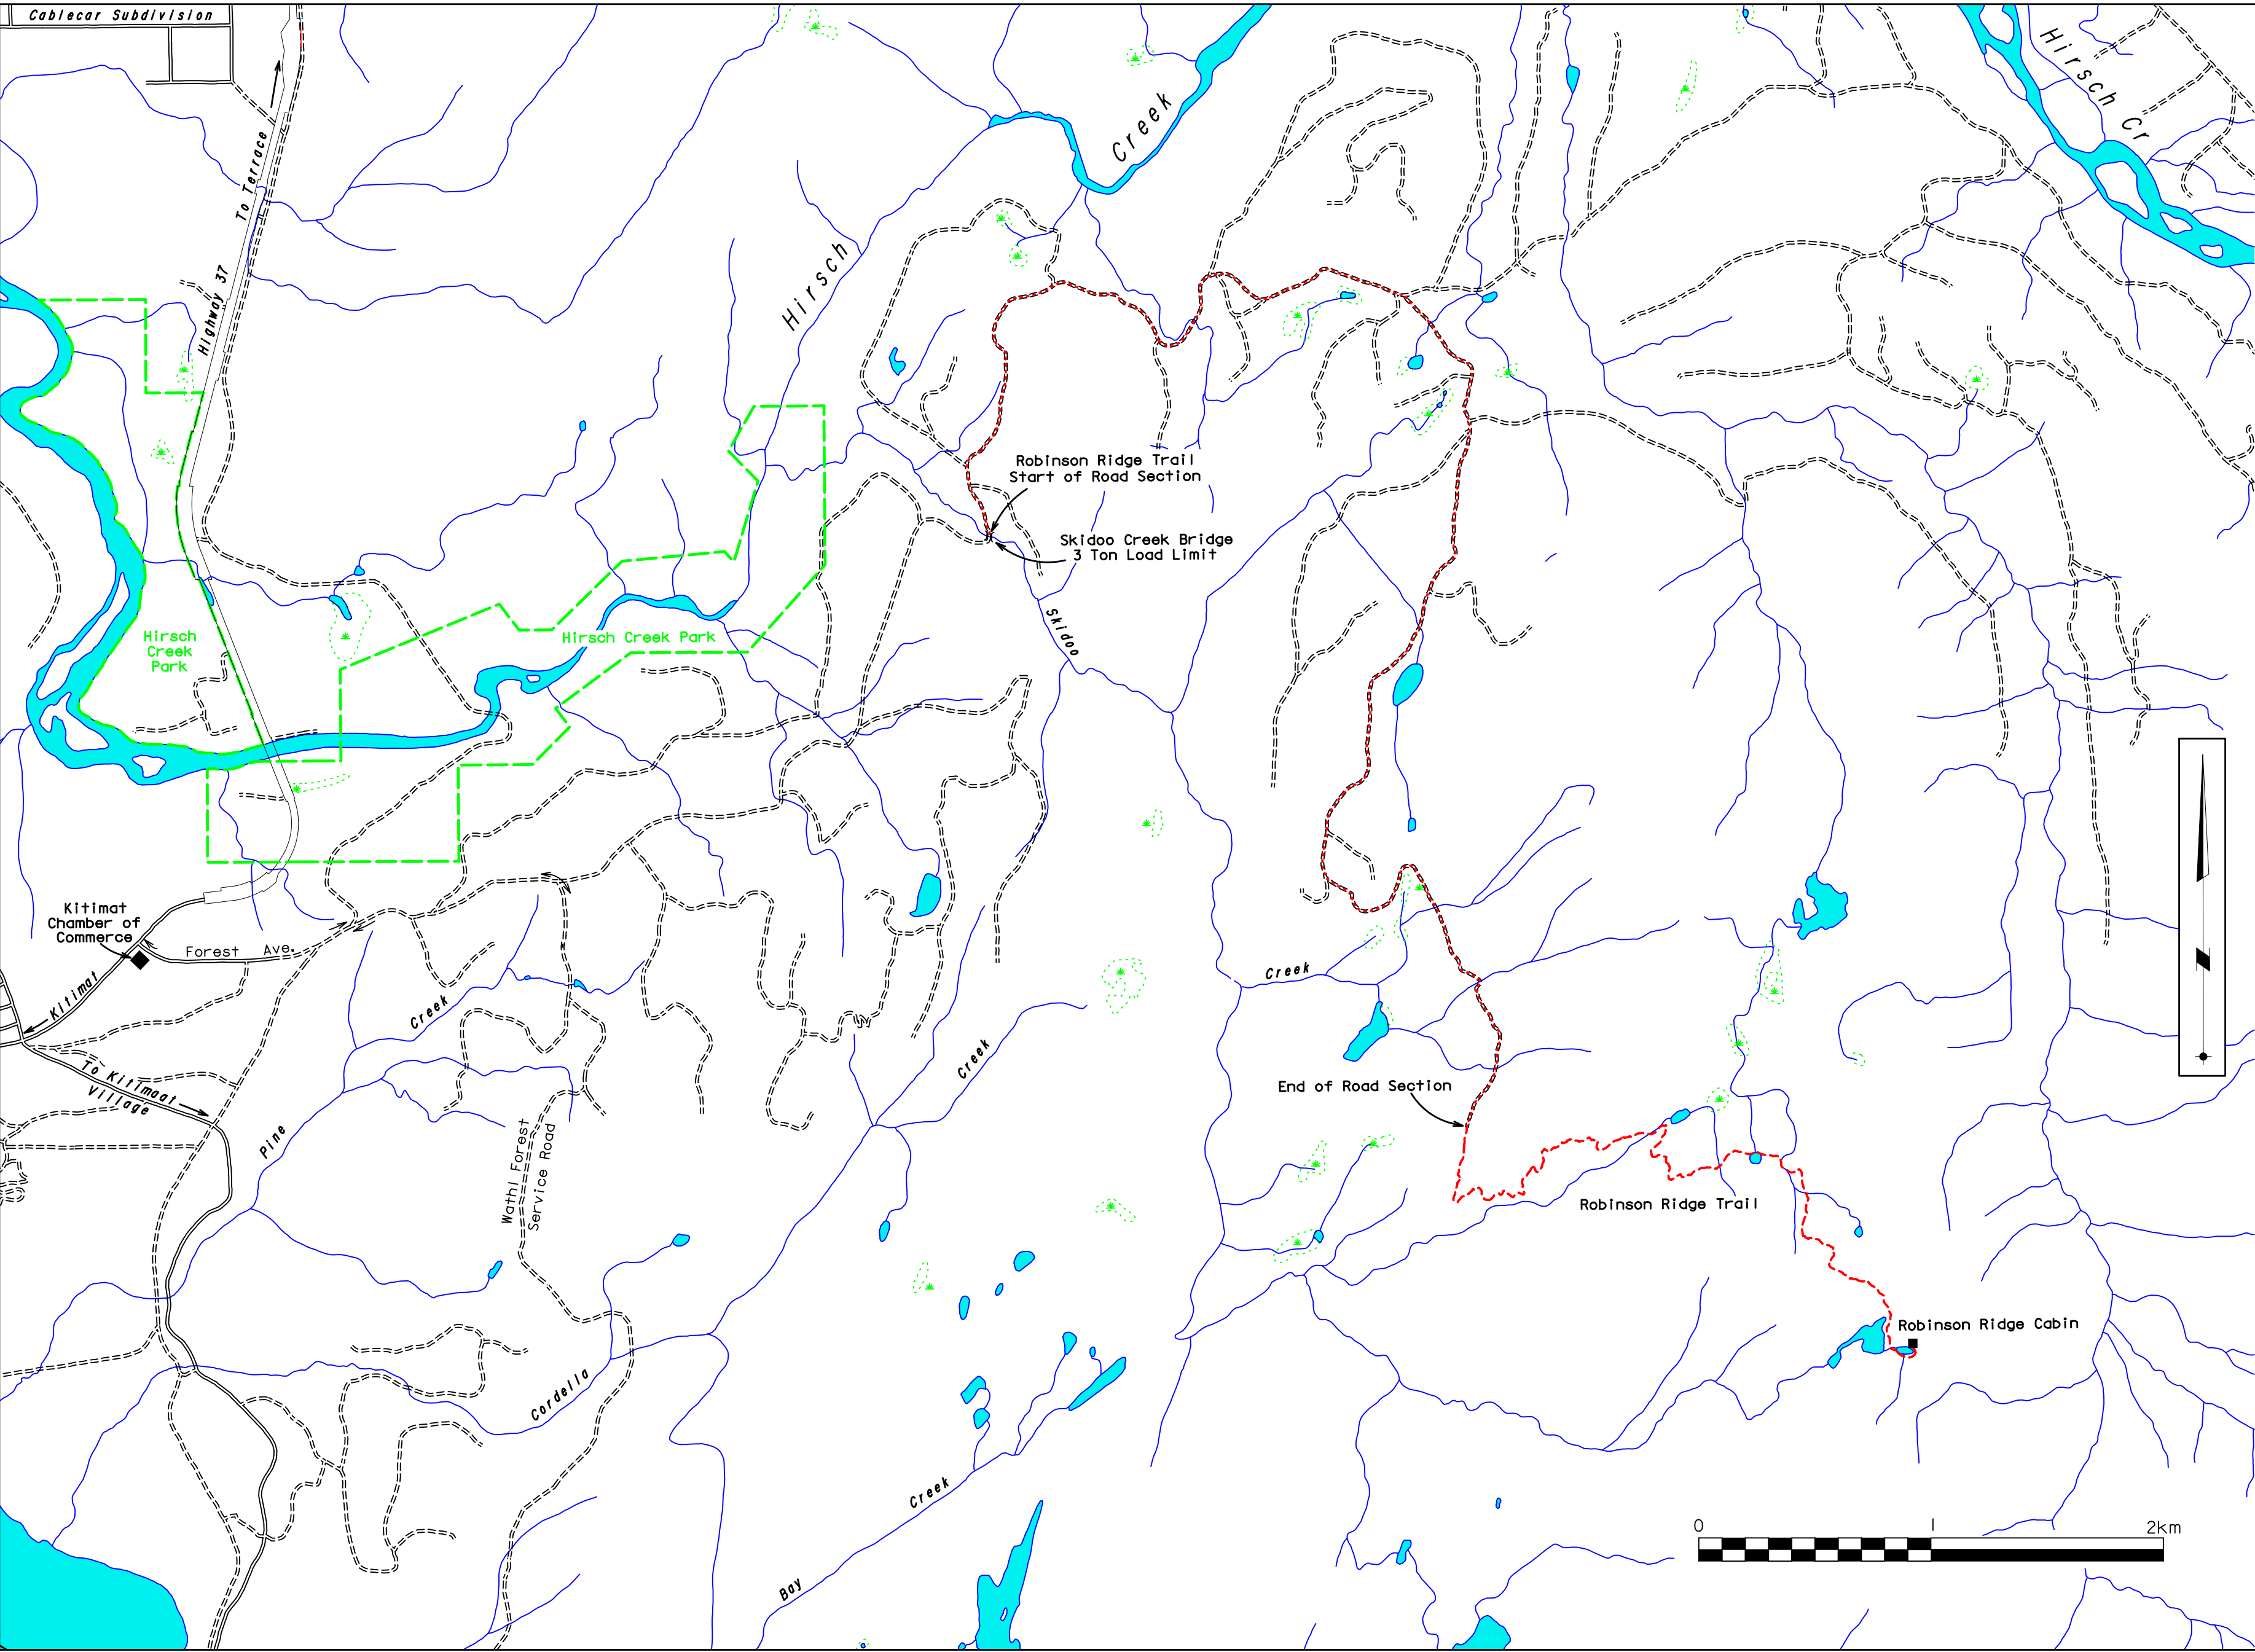 Cablecar Subdivision
Hirsch Cr
To Terrace
Highway 37
Hirsch Creek
Robinson Ridge Trail
Start of Road Section
Skidoo Creek Bridge
3 Ton Load Limit
Hirsch
Creek
Park
Hirsch Creek Park
Skidoo
Creek
Kitimat
Chamber of
Commerce
Forest Ave.
Kitimat
To Kitimaat
Village
Pine
Creek
Wathl Forest
Service Road
Cordella
Creek
End of Road Section
Robinson Ridge Trail
Robinson Ridge Cabin
Bay
Creek
0 1 2km